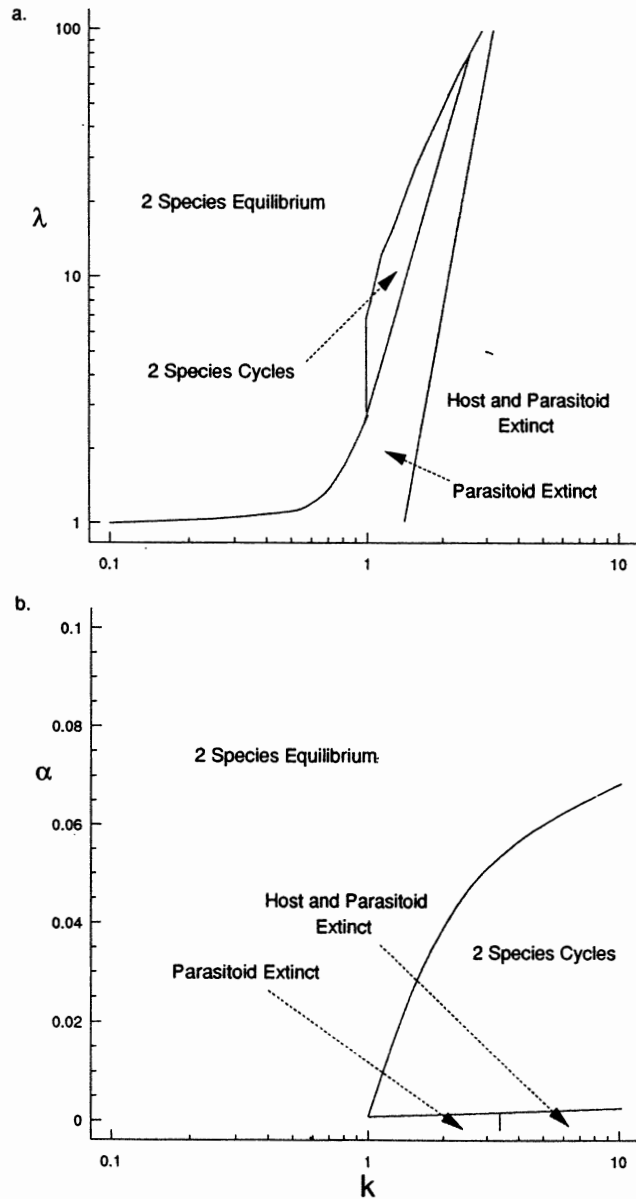 a.
100
10
1
λ
2 Species Equilibrium
2 Species Cycles
Host and Parasitoid
Extinct
Parasitoid Extinct
0.1
1
10
b.
0.1
0.08
0.06
0.04
0.02
0
α
2 Species Equilibrium
Host and Parasitoid
Extinct
2 Species Cycles
Parasitoid Extinct
0.1
1
10
k